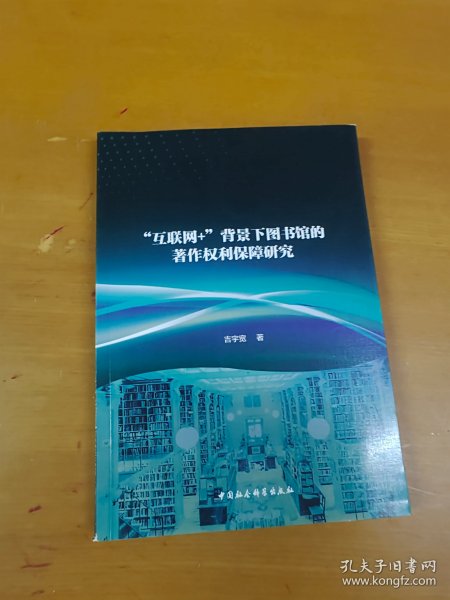 “互联网+”背景下图书馆的
著作权利保障研究
吉宇宽 著
中国社会科学出版社
孔夫子旧书网
www.kongfz.com